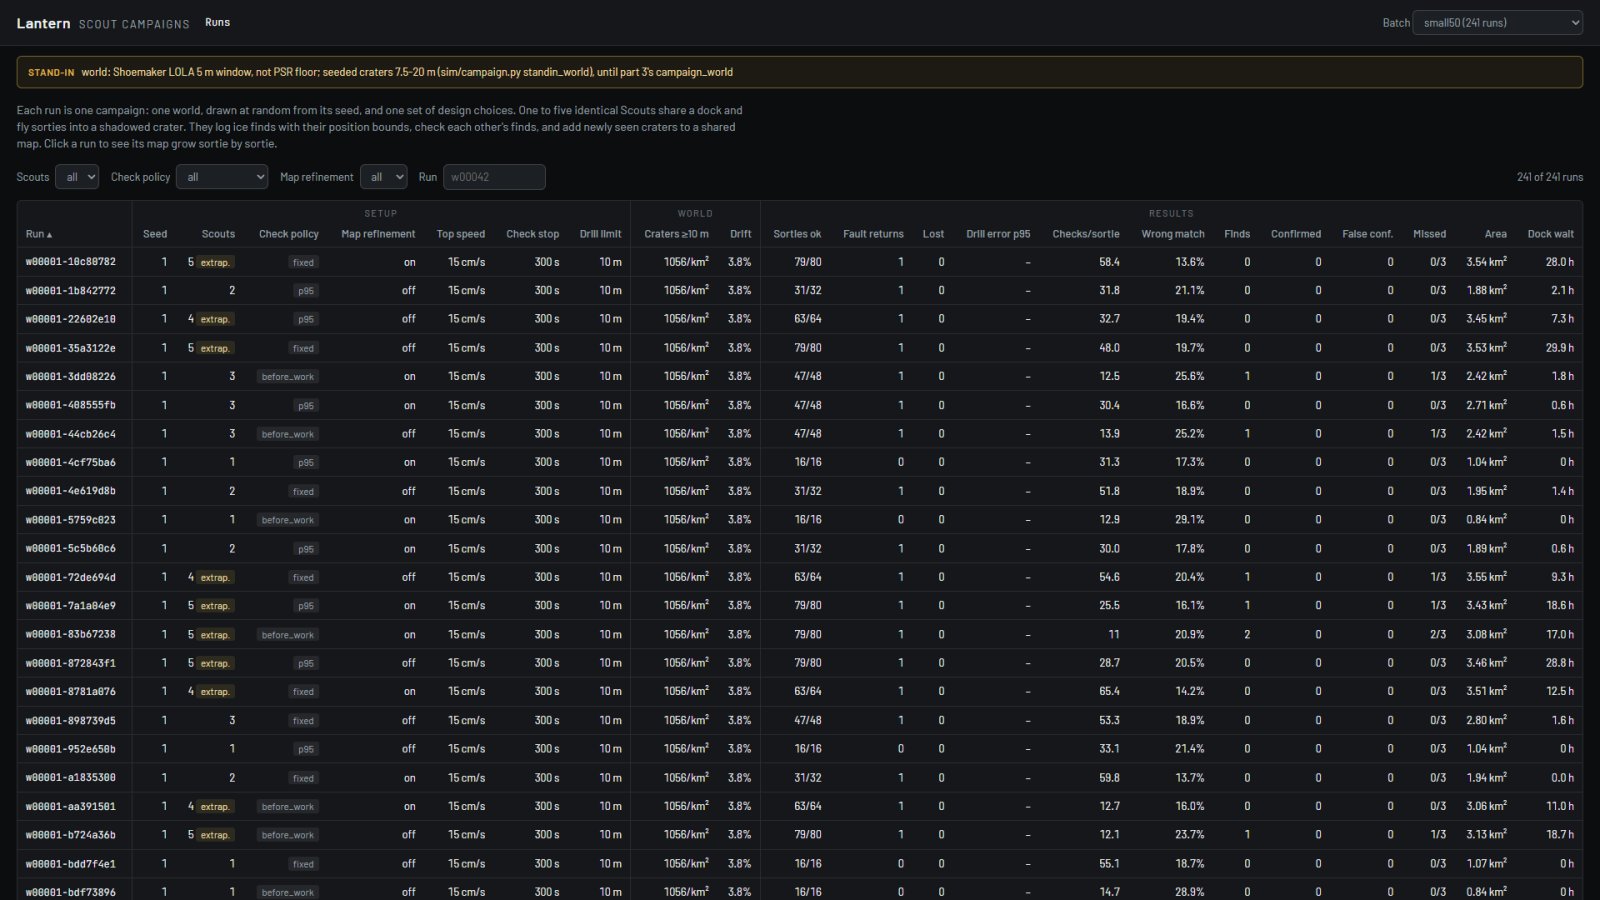 Lantern SCOUT CAMPAIGNS Runs Batch small50 (241 runs)
STAND-IN world: Shoemaker LOLA 5 m window, not PSR floor; seeded craters 7.5-20 m (sim/campaign.py standin_world), until part 3's campaign_world
Each run is one campaign: one world, drawn at random from its seed, and one set of design choices. One to five identical Scouts share a dock and
fly sorties into a shadowed crater. They log ice finds with their position bounds, check each other's finds, and add newly seen craters to a shared
map. Click a run to see its map grow sortie by sortie.
Scouts all Check policy all Map refinement all Run w00042 241 of 241 runs
SETUP WORLD RESULTS
Run ▴ Seed Scouts Check policy Map refinement Top speed Check stop Drill limit Craters ≥10 m Drift Sorties ok Fault returns Lost Drill error p95 Checks/sortie Wrong match Finds Confirmed False conf. Missed Area Dock wait
w00001-10c80782 1 5 extrap. fixed on 15 cm/s 300 s 10 m 1056/km² 3.8% 79/80 1 0 – 58.4 13.6% 0 0 0 0/3 3.54 km² 28.0 h
w00001-1b842772 1 2 p95 off 15 cm/s 300 s 10 m 1056/km² 3.8% 31/32 1 0 – 31.8 21.1% 0 0 0 0/3 1.88 km² 2.1 h
w00001-22602e10 1 4 extrap. p95 off 15 cm/s 300 s 10 m 1056/km² 3.8% 63/64 1 0 – 32.7 19.4% 0 0 0 0/3 3.45 km² 7.3 h
w00001-35a3122e 1 5 extrap. fixed off 15 cm/s 300 s 10 m 1056/km² 3.8% 79/80 1 0 – 48.0 19.7% 0 0 0 0/3 3.53 km² 29.9 h
w00001-3dd08226 1 3 before_work on 15 cm/s 300 s 10 m 1056/km² 3.8% 47/48 1 0 – 12.5 25.6% 1 0 0 1/3 2.42 km² 1.8 h
w00001-408555fb 1 3 p95 on 15 cm/s 300 s 10 m 1056/km² 3.8% 47/48 1 0 – 30.4 16.6% 0 0 0 0/3 2.71 km² 0.6 h
w00001-44cb26c4 1 3 before_work off 15 cm/s 300 s 10 m 1056/km² 3.8% 47/48 1 0 – 13.9 25.2% 1 0 0 1/3 2.42 km² 1.5 h
w00001-4cf75ba6 1 1 p95 on 15 cm/s 300 s 10 m 1056/km² 3.8% 16/16 0 0 – 31.3 17.3% 0 0 0 0/3 1.04 km² 0 h
w00001-4e619d8b 1 2 fixed off 15 cm/s 300 s 10 m 1056/km² 3.8% 31/32 1 0 – 51.8 18.9% 0 0 0 0/3 1.95 km² 1.4 h
w00001-5759c023 1 1 before_work on 15 cm/s 300 s 10 m 1056/km² 3.8% 16/16 0 0 – 12.9 29.1% 0 0 0 0/3 0.84 km² 0 h
w00001-5c5b60c6 1 2 p95 on 15 cm/s 300 s 10 m 1056/km² 3.8% 31/32 1 0 – 30.0 17.8% 0 0 0 0/3 1.89 km² 0.6 h
w00001-72de694d 1 4 extrap. fixed off 15 cm/s 300 s 10 m 1056/km² 3.8% 63/64 1 0 – 54.6 20.4% 1 0 0 1/3 3.55 km² 9.3 h
w00001-7a1a04e9 1 5 extrap. p95 on 15 cm/s 300 s 10 m 1056/km² 3.8% 79/80 1 0 – 25.5 16.1% 1 0 0 1/3 3.43 km² 18.6 h
w00001-83b67238 1 5 extrap. before_work on 15 cm/s 300 s 10 m 1056/km² 3.8% 79/80 1 0 – 11 20.9% 2 0 0 2/3 3.08 km² 17.0 h
w00001-872843f1 1 5 extrap. p95 off 15 cm/s 300 s 10 m 1056/km² 3.8% 79/80 1 0 – 28.7 20.5% 0 0 0 0/3 3.46 km² 28.8 h
w00001-8781a076 1 4 extrap. fixed on 15 cm/s 300 s 10 m 1056/km² 3.8% 63/64 1 0 – 65.4 14.2% 0 0 0 0/3 3.51 km² 12.5 h
w00001-898739d5 1 3 fixed off 15 cm/s 300 s 10 m 1056/km² 3.8% 47/48 1 0 – 53.3 18.9% 0 0 0 0/3 2.80 km² 1.6 h
w00001-952e650b 1 1 p95 off 15 cm/s 300 s 10 m 1056/km² 3.8% 16/16 0 0 – 33.1 21.4% 0 0 0 0/3 1.04 km² 0 h
w00001-a1835300 1 2 fixed on 15 cm/s 300 s 10 m 1056/km² 3.8% 31/32 1 0 – 59.8 13.7% 0 0 0 0/3 1.94 km² 0.0 h
w00001-aa391501 1 4 extrap. before_work on 15 cm/s 300 s 10 m 1056/km² 3.8% 63/64 1 0 – 12.7 16.0% 0 0 0 0/3 3.06 km² 11.0 h
w00001-b724a36b 1 5 extrap. before_work off 15 cm/s 300 s 10 m 1056/km² 3.8% 79/80 1 0 – 12.1 23.7% 1 0 0 1/3 3.13 km² 18.7 h
w00001-bdd7f4e1 1 1 fixed off 15 cm/s 300 s 10 m 1056/km² 3.8% 16/16 0 0 – 55.1 18.7% 0 0 0 0/3 1.07 km² 0 h
w00001-bdf73896 1 1 before_work off 15 cm/s 300 s 10 m 1056/km² 3.8% 16/16 0 0 – 14.7 28.9% 0 0 0 0/3 0.84 km² 0 h